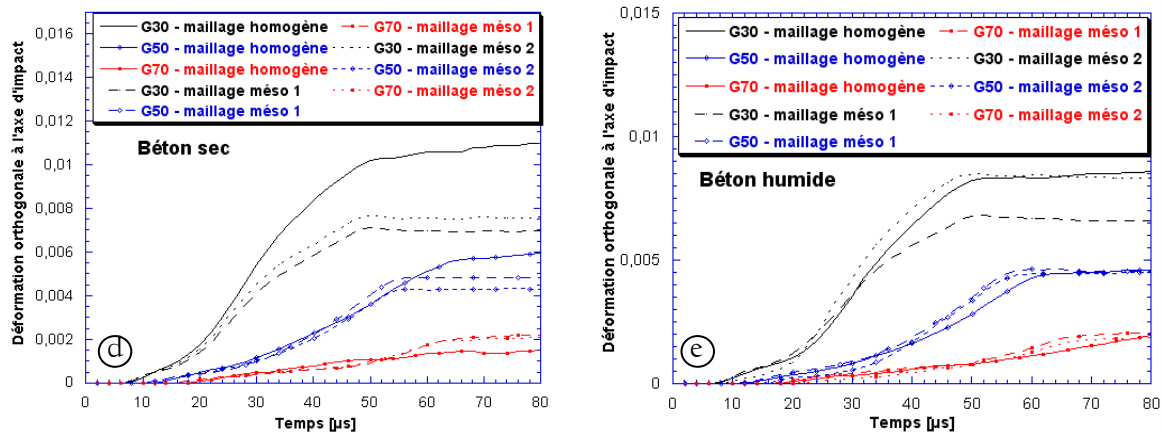 Déformation orthogonale à l'axe d'impact
0,017
0,016
0,014
0,012
0,01
0,008
0,006
0,004
0,002
0
G30 - maillage homogène
G50 - maillage homogène
G70 - maillage homogène
G30 - maillage méso 1
G50 - maillage méso 1
G70 - maillage méso 1
G30 - maillage méso 2
G50 - maillage méso 2
G70 - maillage méso 2
Béton sec
d
0 10 20 30 40 50 60 70 80
Temps [µs]
Déformation orthogonale à l'axe d'impact
0,015
0,01
0,005
0
G30 - maillage homogène
G50 - maillage homogène
G70 - maillage homogène
G30 - maillage méso 1
G50 - maillage méso 1
G70 - maillage méso 1
G30 - maillage méso 2
G50 - maillage méso 2
G70 - maillage méso 2
Béton humide
e
0 10 20 30 40 50 60 70 80
Temps [µs]